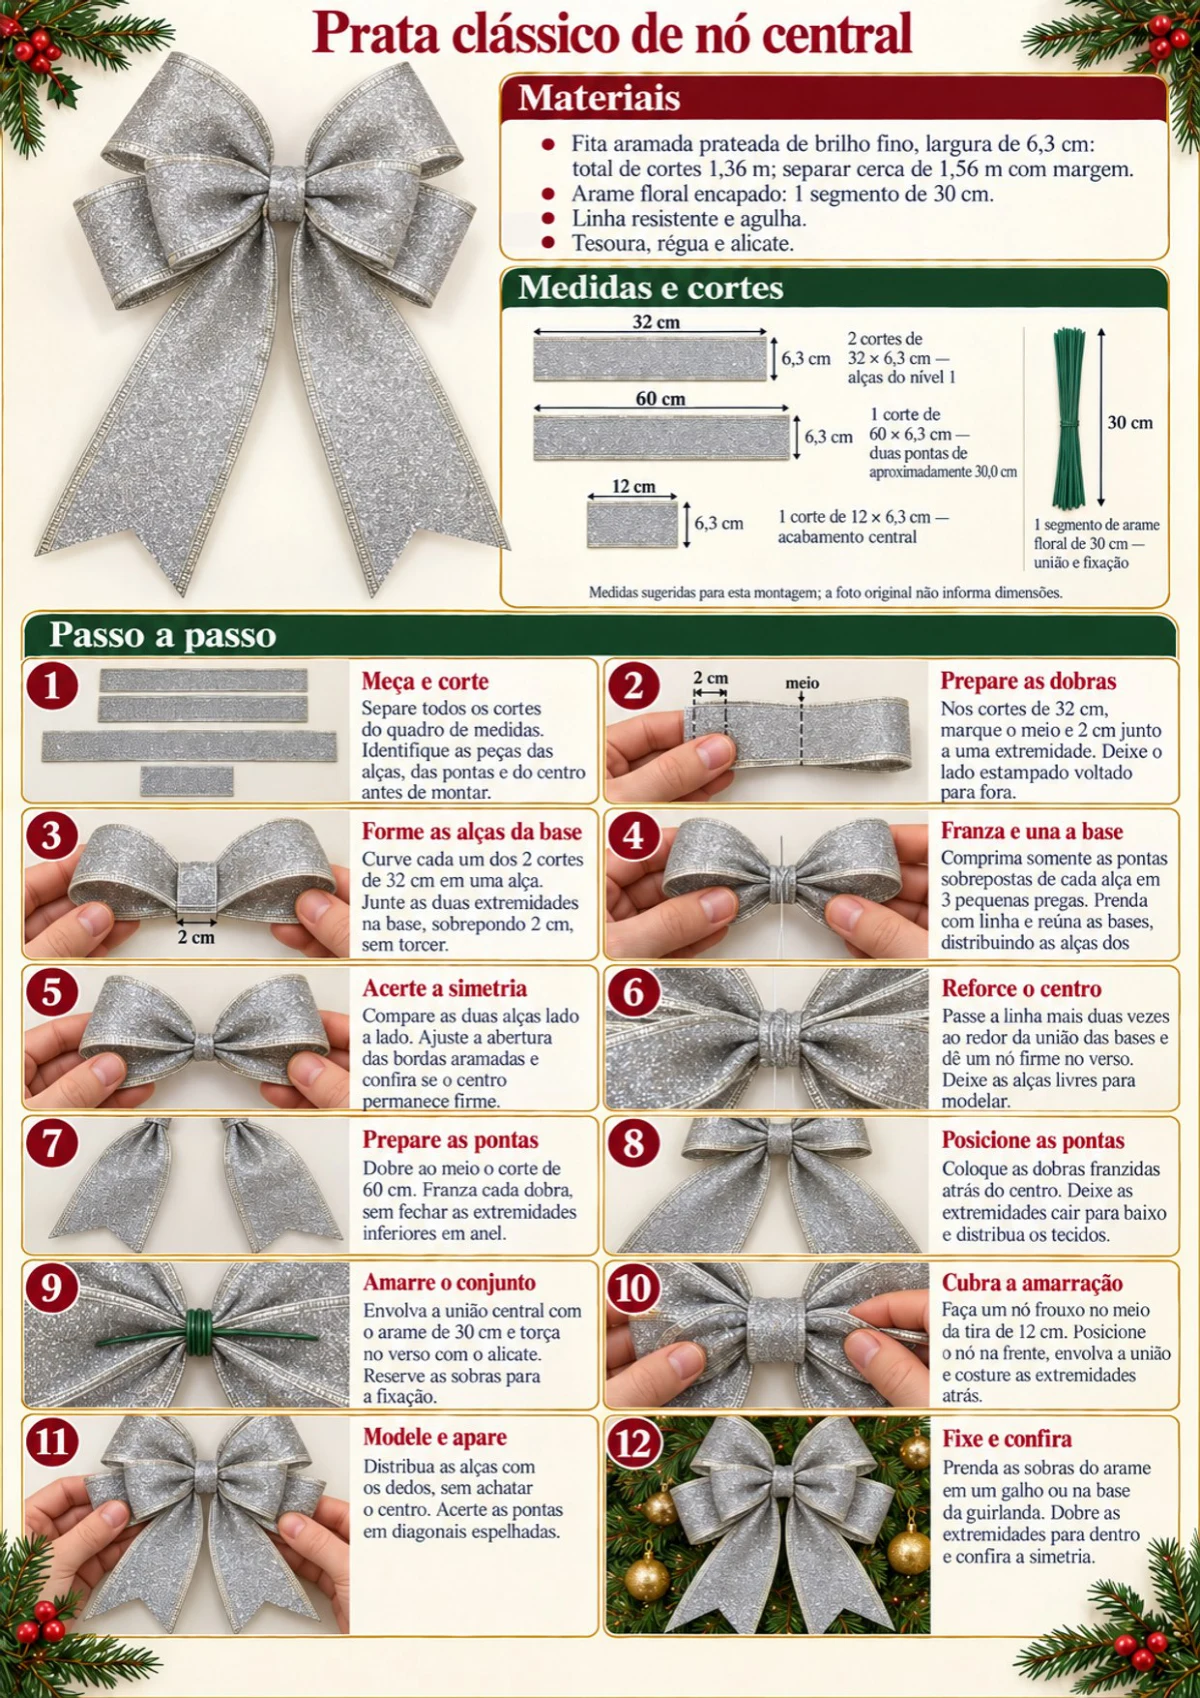 Prata clássico de nó central
Materiais
● Fita aramada prateada de brilho fino, largura de 6,3 cm:
total de cortes 1,36 m; separar cerca de 1,56 m com margem.
● Arame floral encapado: 1 segmento de 30 cm.
● Linha resistente e agulha.
● Tesoura, régua e alicate.
Medidas e cortes
32 cm
6,3 cm
2 cortes de
32 × 6,3 cm —
alças do nível 1
60 cm
6,3 cm
1 corte de
60 × 6,3 cm —
duas pontas de
aproximadamente 30,0 cm
12 cm
6,3 cm
1 corte de 12 × 6,3 cm —
acabamento central
30 cm
1 segmento de arame
floral de 30 cm —
união e fixação
Medidas sugeridas para esta montagem; a foto original não informa dimensões.
Passo a passo
1
Meça e corte
Separe todos os cortes
do quadro de medidas.
Identifique as peças das
alças, das pontas e do centro
antes de montar.
2
2 cm
meio
Prepare as dobras
Nos cortes de 32 cm,
marque o meio e 2 cm junto
a uma extremidade. Deixe o
lado estampado voltado
para fora.
3
2 cm
Forme as alças da base
Curve cada um dos 2 cortes
de 32 cm em uma alça.
Junte as duas extremidades
na base, sobrepondo 2 cm,
sem torcer.
4
Franza e una a base
Comprima somente as pontas
sobrepostas de cada alça em
3 pequenas pregas. Prenda
com linha e reúna as bases,
distribuindo as alças dos
5
Acerte a simetria
Compare as duas alças lado
a lado. Ajuste a abertura
das bordas aramadas e
confira se o centro
permanece firme.
6
Reforce o centro
Passe a linha mais duas vezes
ao redor da união das bases e
dê um nó firme no verso.
Deixe as alças livres para
modelar.
7
Prepare as pontas
Dobre ao meio o corte de
60 cm. Franza cada dobra,
sem fechar as extremidades
inferiores em anel.
8
Posicione as pontas
Coloque as dobras franzidas
atrás do centro. Deixe as
extremidades cair para baixo
e distribua os tecidos.
9
Amarre o conjunto
Envolva a união central com
o arame de 30 cm e torça
no verso com o alicate.
Reserve as sobras para
a fixação.
10
Cubra a amarração
Faça um nó frouxo no meio
da tira de 12 cm. Posicione
o nó na frente, envolva a união
e costure as extremidades
atrás.
11
Modele e apare
Distribua as alças com
os dedos, sem achatar
o centro. Acerte as pontas
em diagonais espelhadas.
12
Fixe e confira
Prenda as sobras do arame
em um galho ou na base
da guirlanda. Dobre as
extremidades para dentro
e confira a simetria.